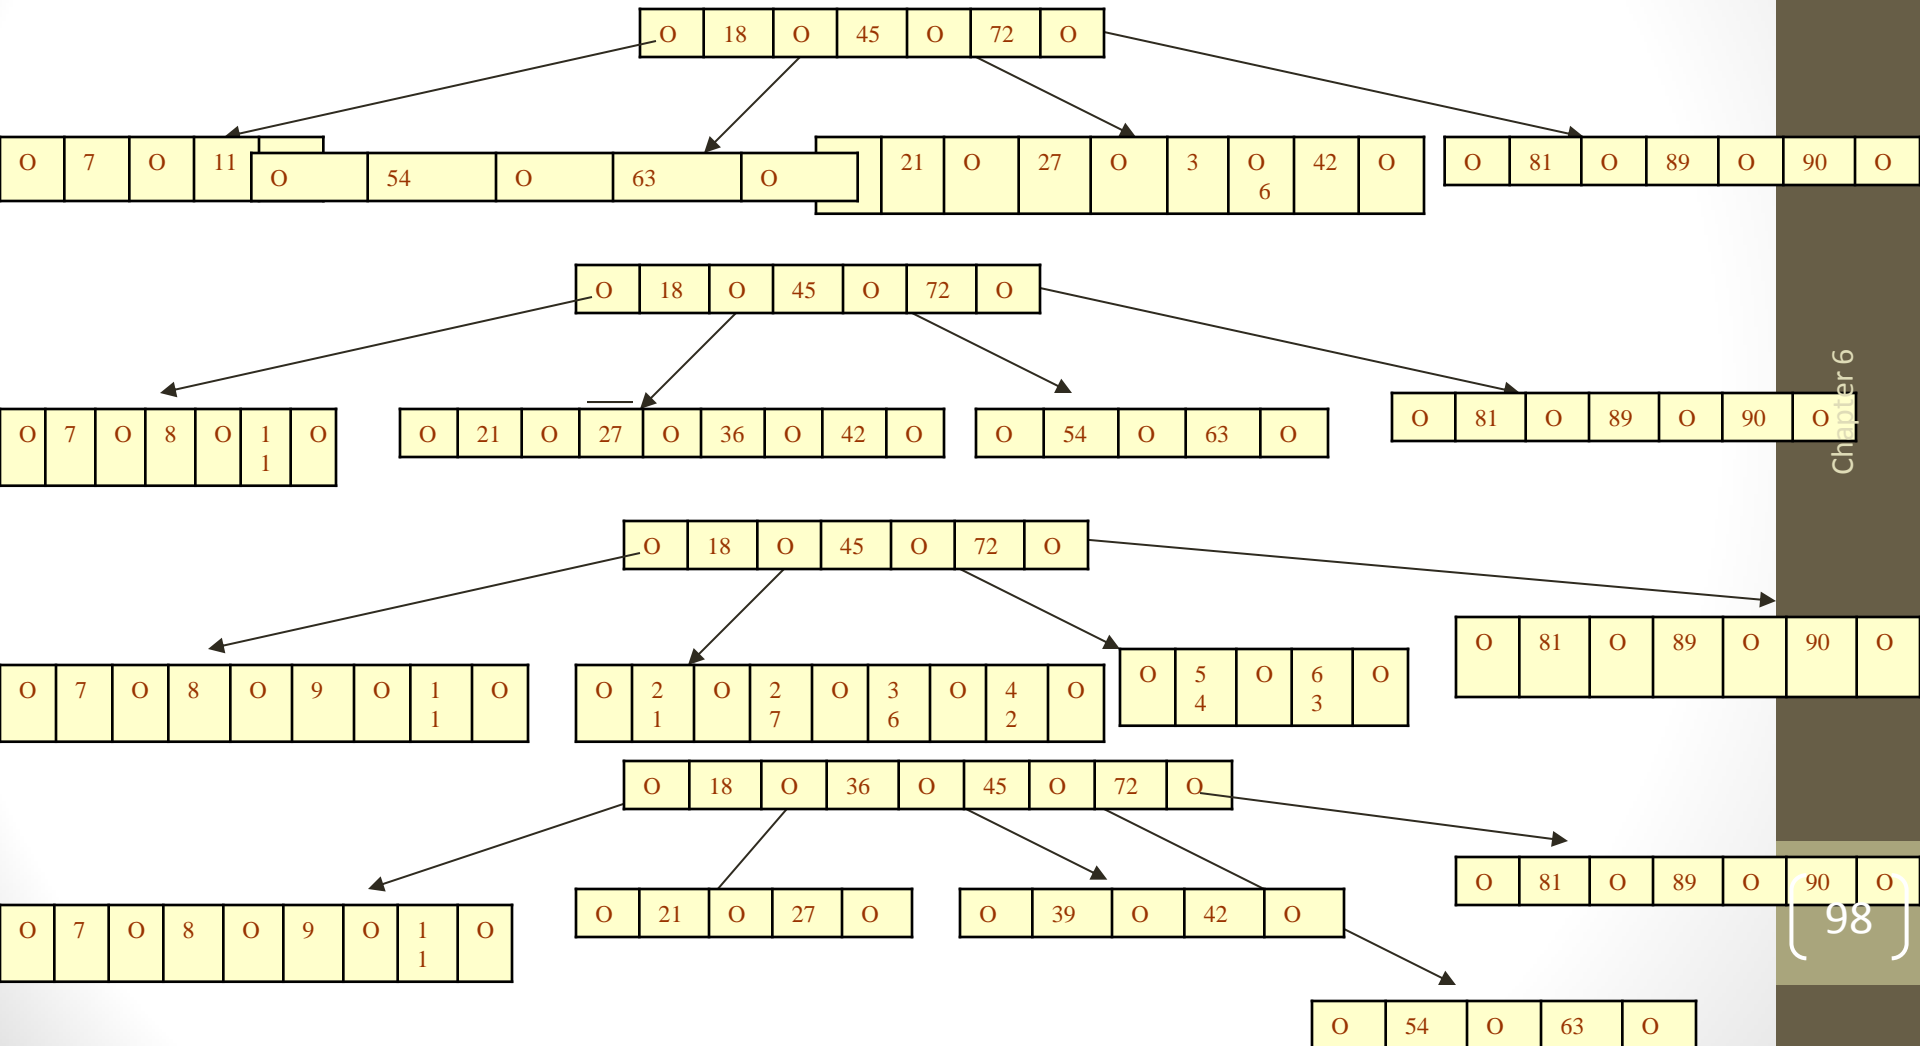 O 18 O 45 O 72 O
O 7 O 11
O 54 O 63 O
21 O 27 O 3 O 42 O
6
O 81 O 89 O 90 O
O 18 O 45 O 72 O
O 7 O 8 O 1 O
1
O 21 O 27 O 36 O 42 O
O 54 O 63 O
O 81 O 89 O 90 O
Chapter 6
O 18 O 45 O 72 O
O 7 O 8 O 9 O 1 O
1
O 2 O 2 O 3 O 4 O
1 7 6 2
O 5 O 6 O
4 3
O 81 O 89 O 90 O
O 18 O 36 O 45 O 72 O
O 7 O 8 O 9 O 1 O
1
O 21 O 27 O
O 39 O 42 O
O 81 O 89 O 90 O
98
O 54 O 63 O